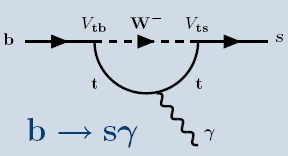 V_tb W⁻ V_ts
b s
t t
b → sγ γ